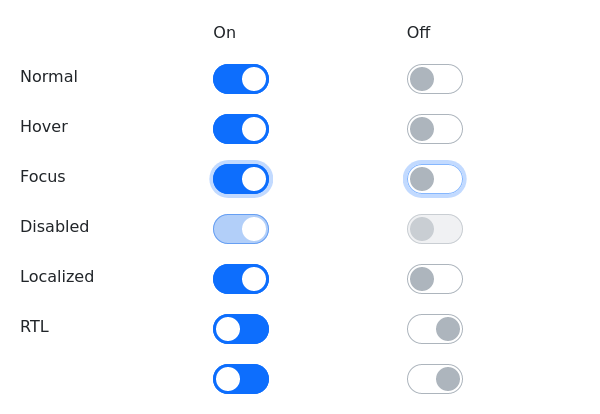 On Off
Normal
Hover
Focus
Disabled
Localized
RTL